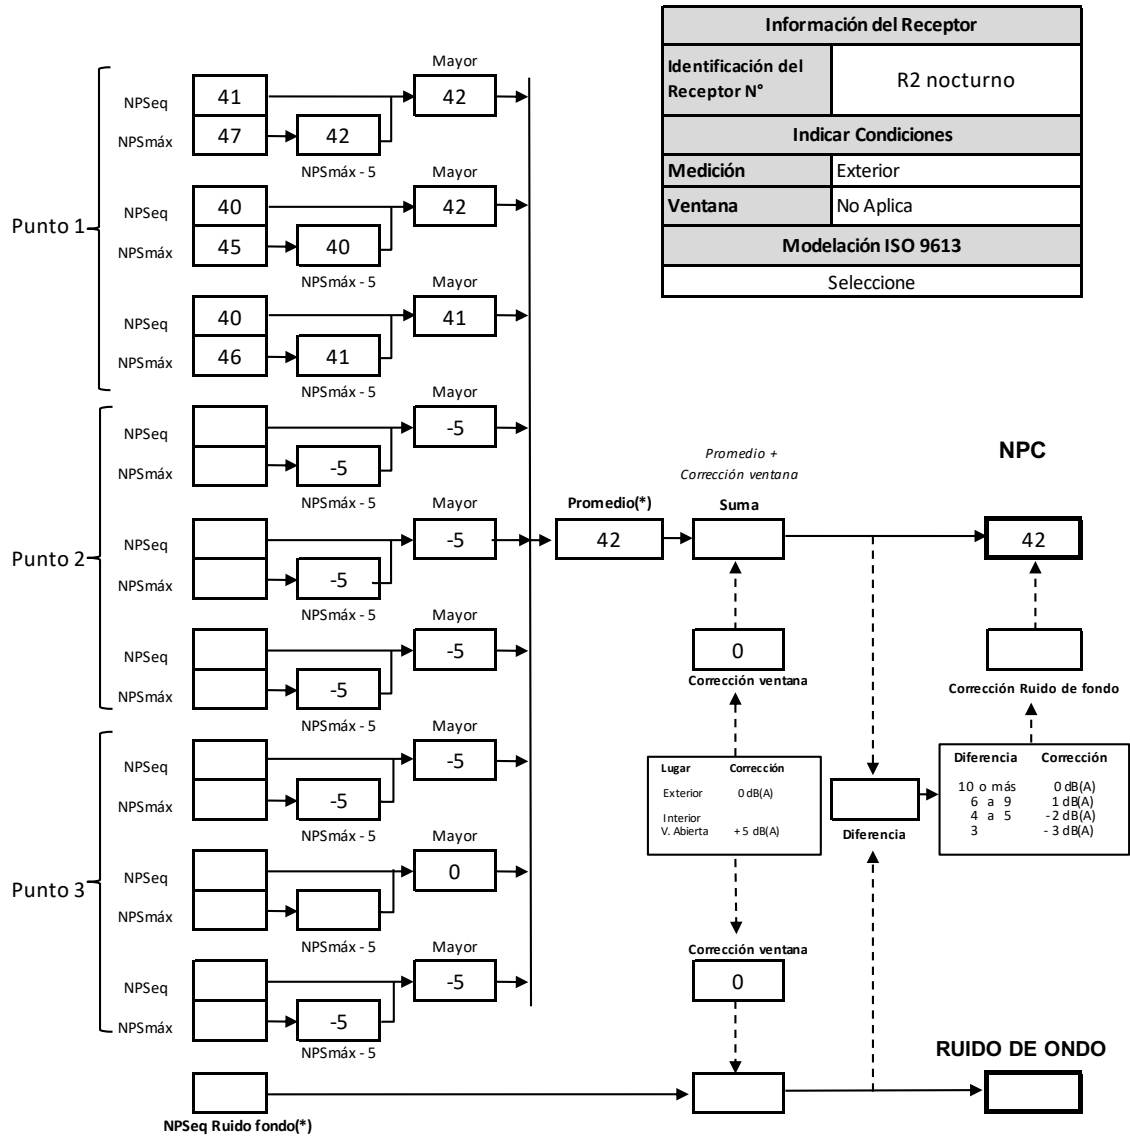 Información del Receptor
Identificación del Receptor N°
R2 nocturno
Indicar Condiciones
Medición Exterior
Ventana No Aplica
Modelación ISO 9613
Seleccione
Punto 1
Mayor
NPSeq 41 42
NPSmáx 47 42
NPSmáx - 5
Mayor
NPSeq 40 42
NPSmáx 45 40
NPSmáx - 5
Mayor
NPSeq 40 41
NPSmáx 46 41
NPSmáx - 5
Punto 2
Mayor
NPSeq -5
NPSmáx -5
NPSmáx - 5
Mayor
NPSeq -5
NPSmáx -5
NPSmáx - 5
Mayor
NPSeq -5
NPSmáx -5
NPSmáx - 5
Punto 3
Mayor
NPSeq -5
NPSmáx -5
NPSmáx - 5
Mayor
NPSeq 0
NPSmáx
NPSmáx - 5
Mayor
NPSeq -5
NPSmáx -5
NPSmáx - 5
NPSeq Ruido fondo(*)
Promedio(*)
42
Promedio +
Corrección ventana
Suma
0
Corrección ventana
Lugar Corrección
Exterior 0 dB(A)
Interior
V. Abierta + 5 dB(A)
Corrección ventana
0
Diferencia
NPC
42
Corrección Ruido de fondo
Diferencia Corrección
10 o más 0 dB(A)
6 a 9 1 dB(A)
4 a 5 -2 dB(A)
3 - 3 dB(A)
RUIDO DE ONDO